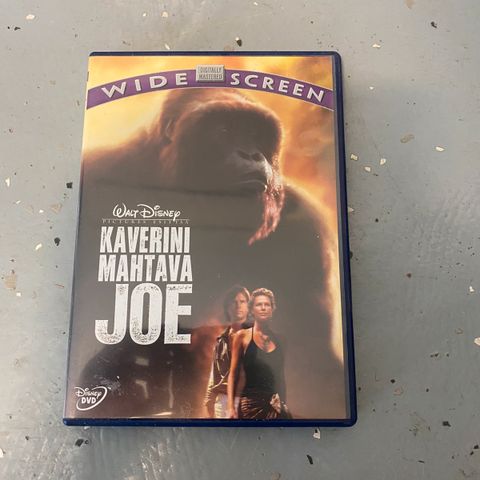 WIDE DIGITALLY MASTERED SCREEN
WALT DISNEY
PICTURES ESITTÄÄ
KAVERINI
MAHTAVA
JOE
Disney
DVD